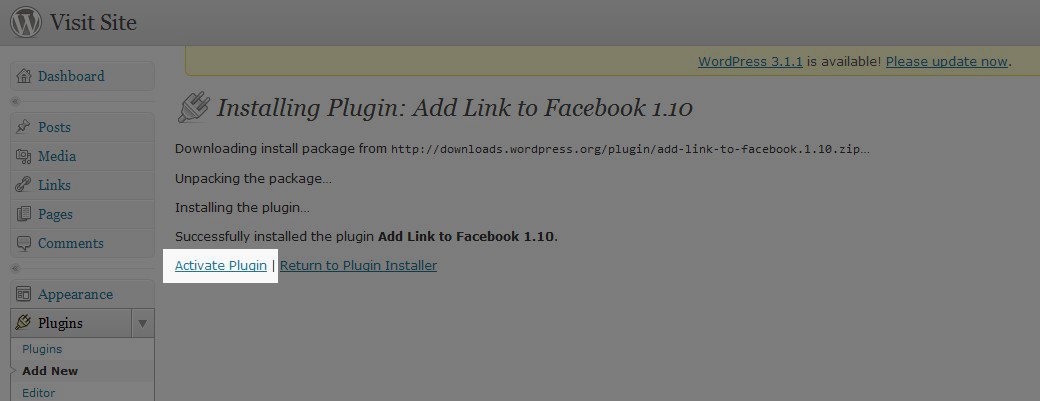 Visit Site
WordPress 3.1.1 is available! Please update now.
Dashboard
Posts
Media
Links
Pages
Comments
Appearance
Plugins
Plugins
Add New
Editor
Installing Plugin: Add Link to Facebook 1.10
Downloading install package from http://downloads.wordpress.org/plugin/add-link-to-facebook.1.10.zip…
Unpacking the package…
Installing the plugin…
Successfully installed the plugin Add Link to Facebook 1.10.
Activate Plugin | Return to Plugin Installer